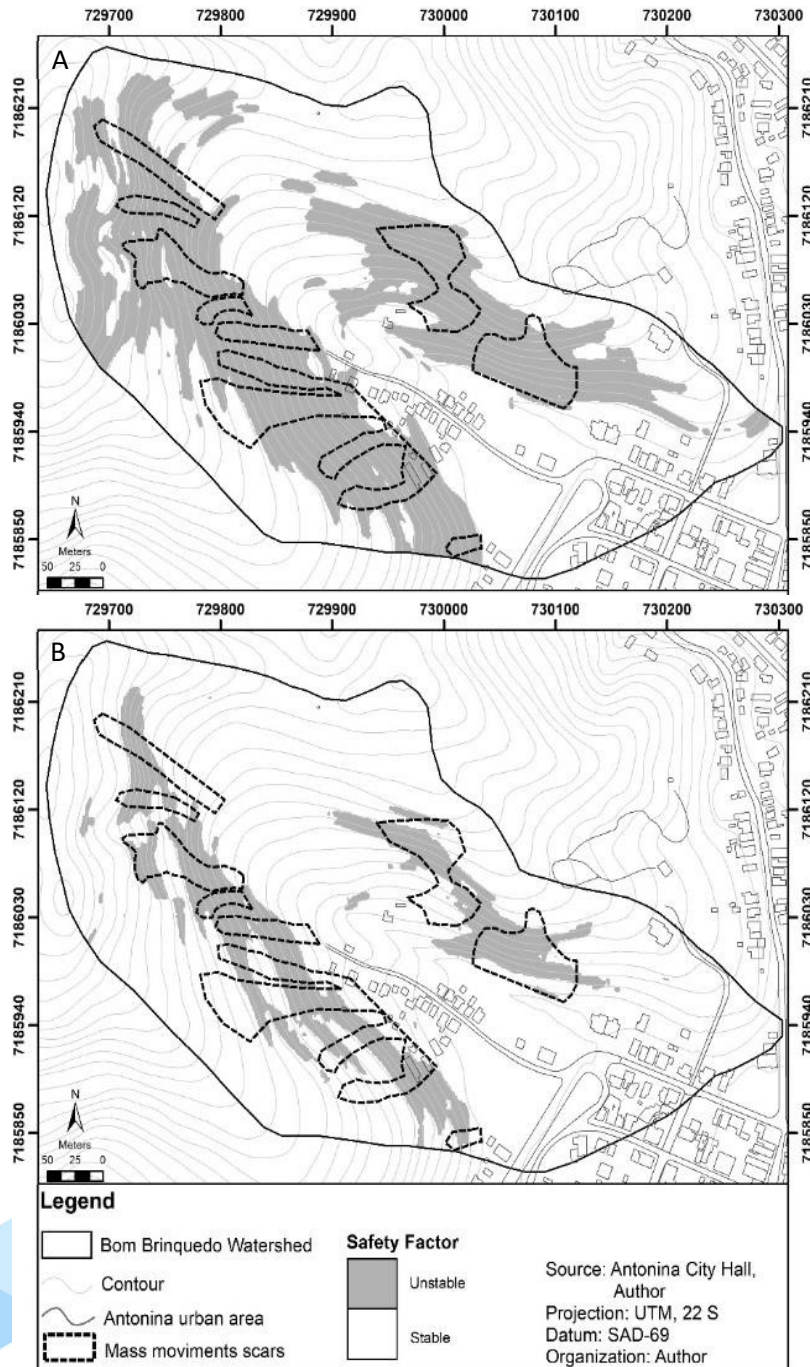 729700 729800 729900 730000 730100 730200 730300
A
7186210 7186210
7186120 7186120
7186030 7186030
7185940 7185940
7185850 7185850
N
Meters
50 25 0
729700 729800 729900 730000 730100 730200 730300
B
7186210 7186210
7186120 7186120
7186030 7186030
7185940 7185940
7185850 7185850
N
Meters
50 25 0
Legend
Bom Brinquedo Watershed
Contour
Antonina urban area
Mass moviments scars
Safety Factor
Unstable
Stable
Source: Antonina City Hall,
Author
Projection: UTM, 22 S
Datum: SAD-69
Organization: Author